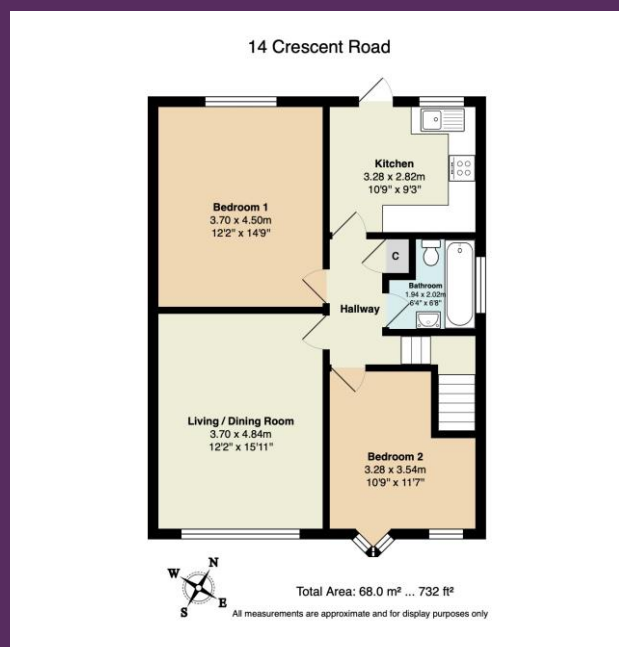 14 Crescent Road
Kitchen
3.28 x 2.82m
10'9" x 9'3"
Bedroom 1
3.70 x 4.50m
12'2" x 14'9"
C
Bathroom
1.94 x 2.02m
6'4" x 6'8"
Hallway
Living / Dining Room
3.70 x 4.84m
12'2" x 15'11"
Bedroom 2
3.28 x 3.54m
10'9" x 11'7"
N
W
E
S
Total Area: 68.0 m² ... 732 ft²
All measurements are approximate and for display purposes only